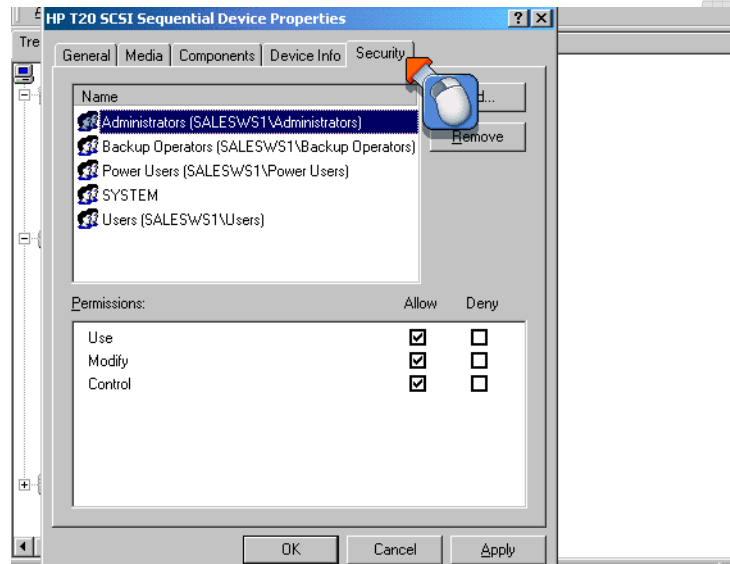 HP T20 SCSI Sequential Device Properties
Tre
General Media Components Device Info Security
Name
Administrators (SALESWS1\Administrators)
Backup Operators (SALESWS1\Backup Operators)
Power Users (SALESWS1\Power Users)
SYSTEM
Users (SALESWS1\Users)
Remove
Permissions: Allow Deny
Use
Modify
Control
OK Cancel Apply